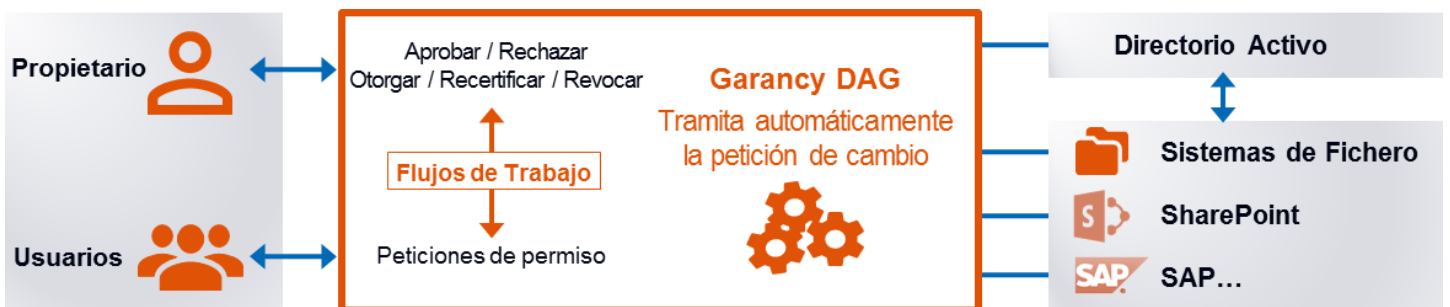 Propietario
Usuarios
Aprobar / Rechazar
Otorgar / Recertificar / Revocar
Flujos de Trabajo
Peticiones de permiso
Garancy DAG
Tramita automáticamente
la petición de cambio
Directorio Activo
Sistemas de Fichero
S
SharePoint
SAP
SAP...